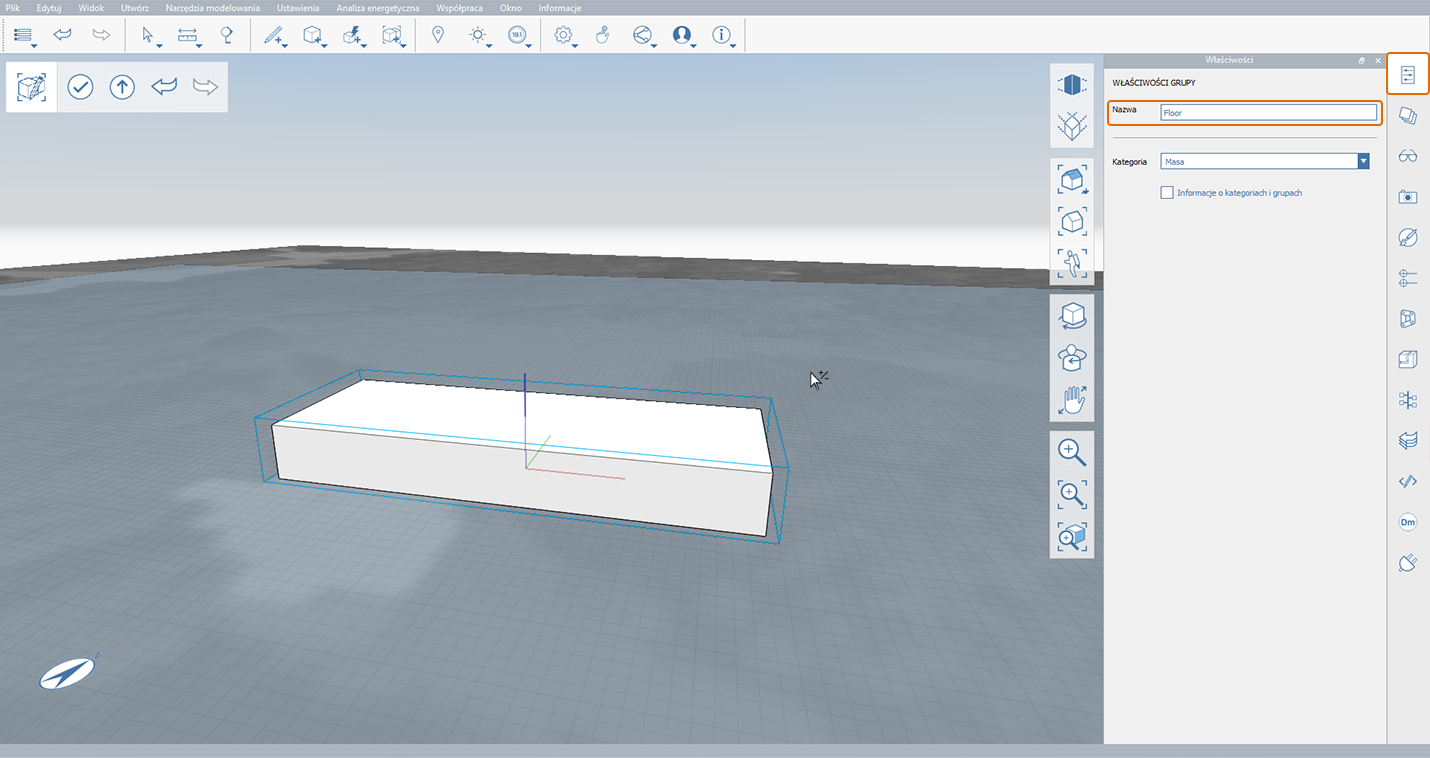 Plik Edytuj Widok Utwórz Narzędzia modelowania Ustawienia Analiza energetyczna Współpraca Okno Informacje
193
Właściwości
WŁAŚCIWOŚCI GRUPY
Nazwa Floor
Kategoria Masa
Informacje o kategoriach i grupach
Dm